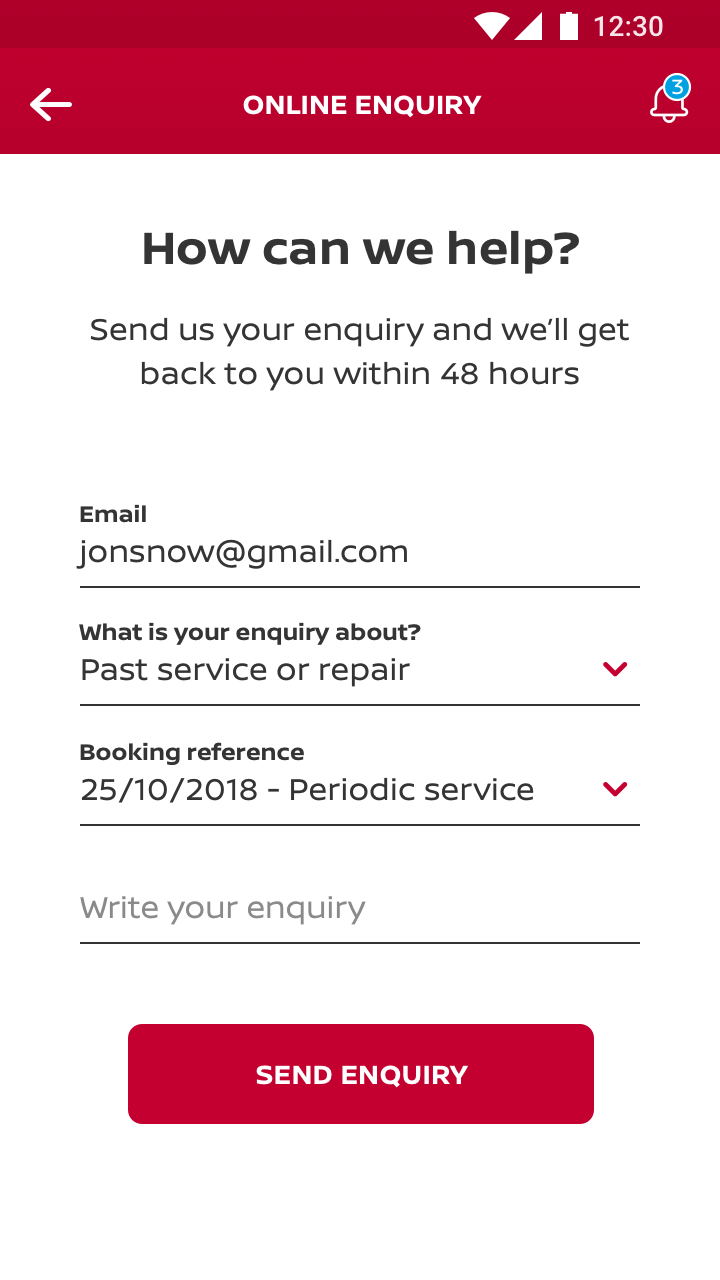 12:30
ONLINE ENQUIRY
3
How can we help?
Send us your enquiry and we’ll get
back to you within 48 hours
Email
jonsnow@gmail.com
What is your enquiry about?
Past service or repair
Booking reference
25/10/2018 - Periodic service
Write your enquiry
SEND ENQUIRY